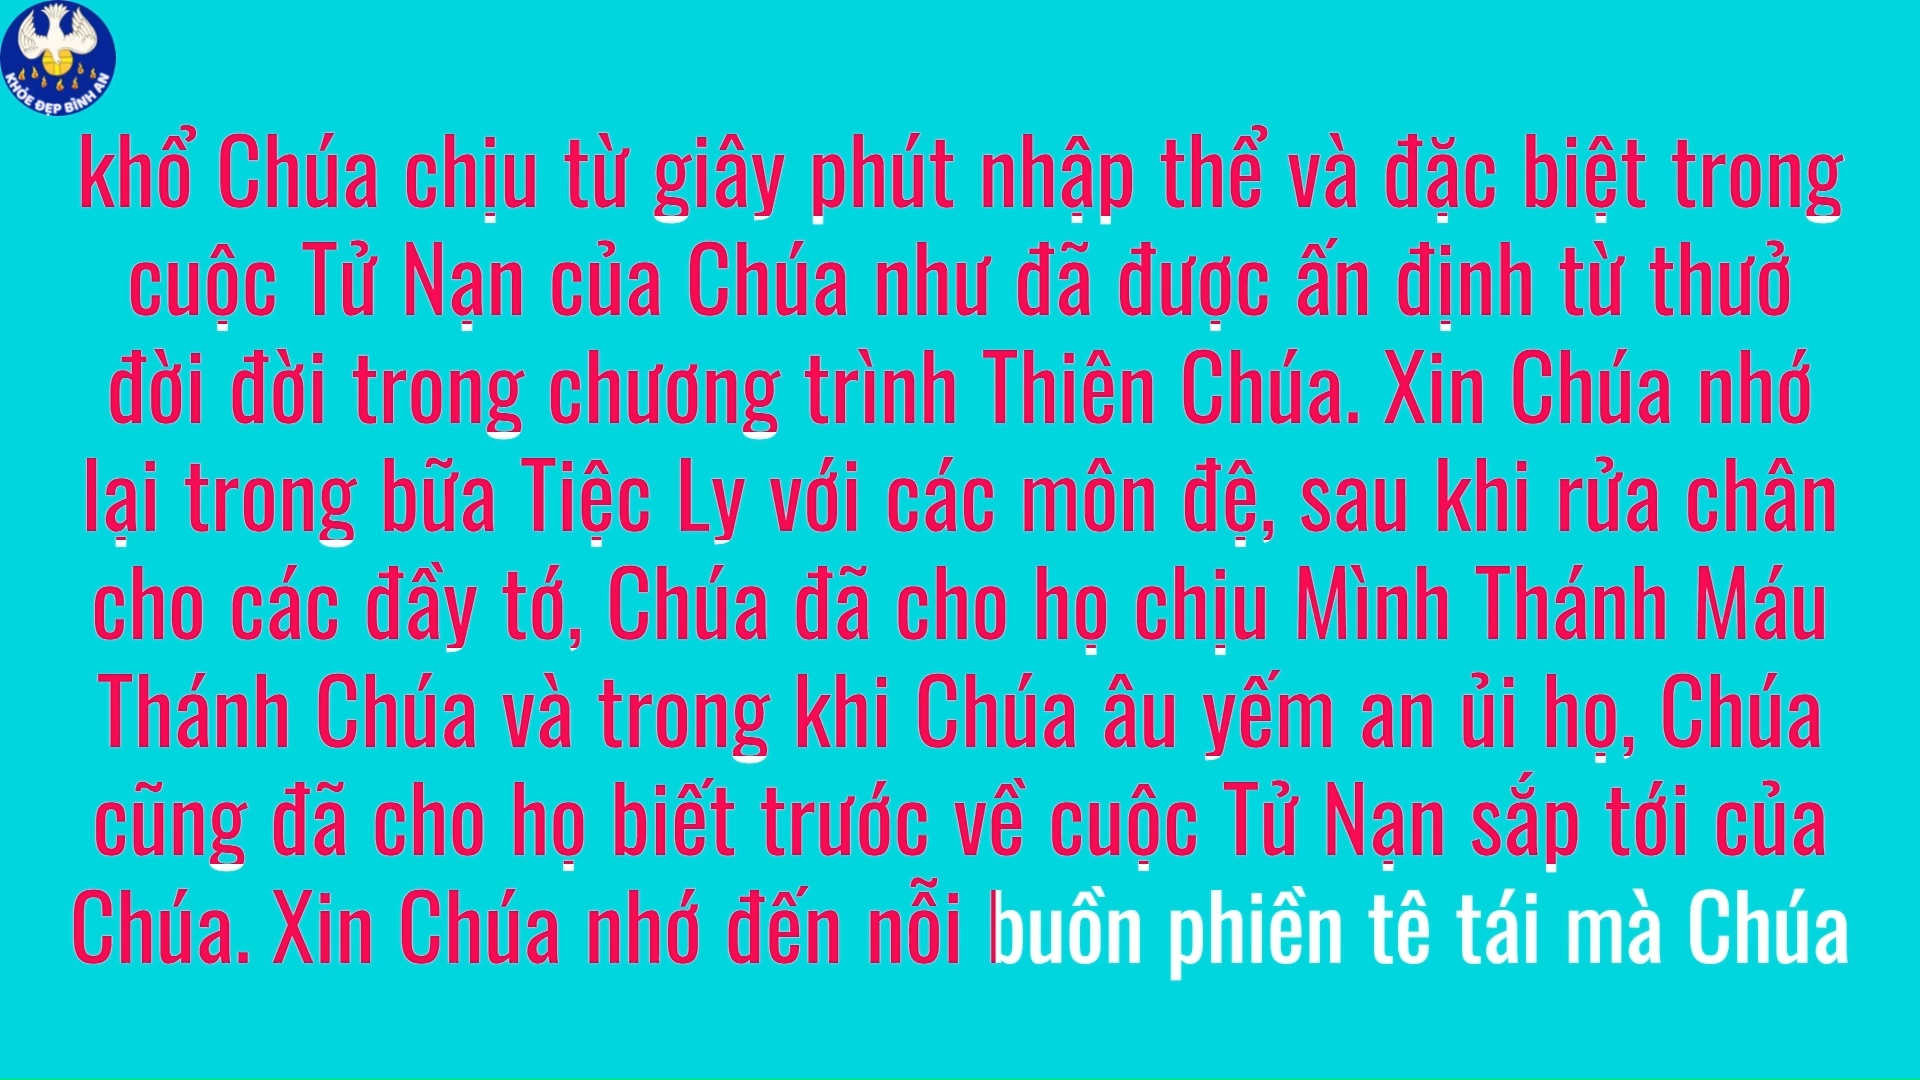 KHỎE ĐẸP BÌNH AN
khổ Chúa chịu từ giây phút nhập thể và đặc biệt trong
cuộc Tử Nạn của Chúa như đã được ấn định từ thưở
đời đời trong chương trình Thiên Chúa. Xin Chúa nhớ
lại trong bữa Tiệc Ly với các môn đệ, sau khi rửa chân
cho các đầy tớ, Chúa đã cho họ chịu Mình Thánh Máu
Thánh Chúa và trong khi Chúa âu yếm an ủi họ, Chúa
cũng đã cho họ biết trước về cuộc Tử Nạn sắp tới của
Chúa. Xin Chúa nhớ đến nỗi buồn phiền tê tái mà Chúa